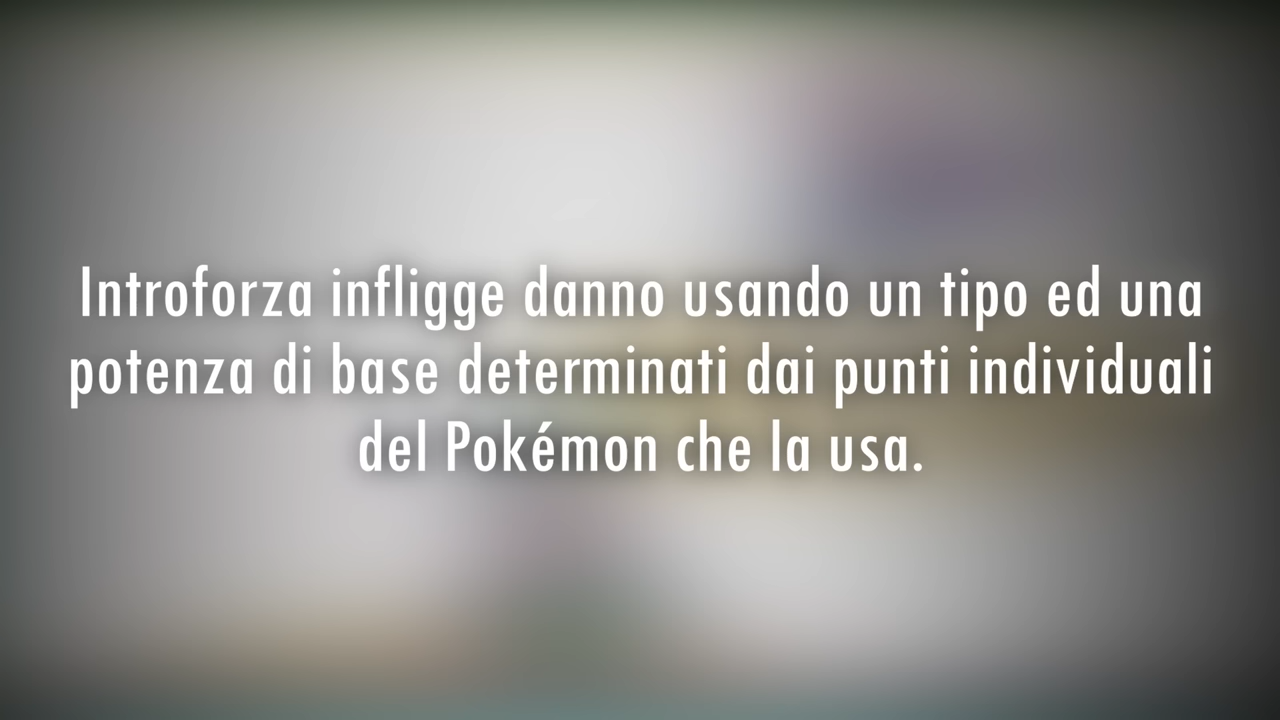 Introforza infligge danno usando un tipo ed una
potenza di base determinati dai punti individuali
del Pokémon che la usa.